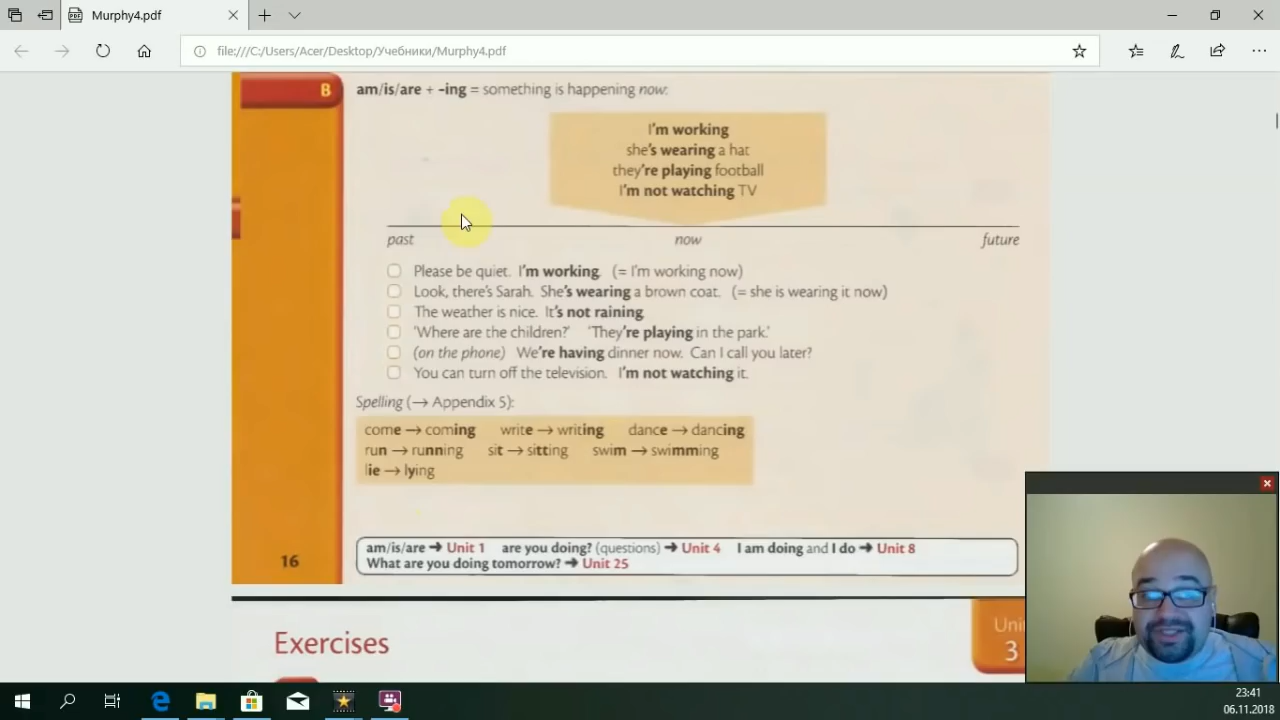 Murphy4.pdf
file:///C:/Users/Acer/Desktop/Учебники/Murphy4.pdf
B
am/is/are + -ing = something is happening now:
I'm working
she's wearing a hat
they're playing football
I'm not watching TV
past now future
Please be quiet. I'm working. (= I'm working now)
Look, there's Sarah. She's wearing a brown coat. (= she is wearing it now)
The weather is nice. It's not raining.
'Where are the children?' 'They're playing in the park.'
(on the phone) We're having dinner now. Can I call you later?
You can turn off the television. I'm not watching it.
Spelling (→ Appendix 5):
come → coming write → writing dance → dancing
run → running sit → sitting swim → swimming
lie → lying
am/is/are → Unit 1 are you doing? (questions) → Unit 4 I am doing and I do → Unit 8
What are you doing tomorrow? → Unit 25
16
Exercises
3
23:41
06.11.2018